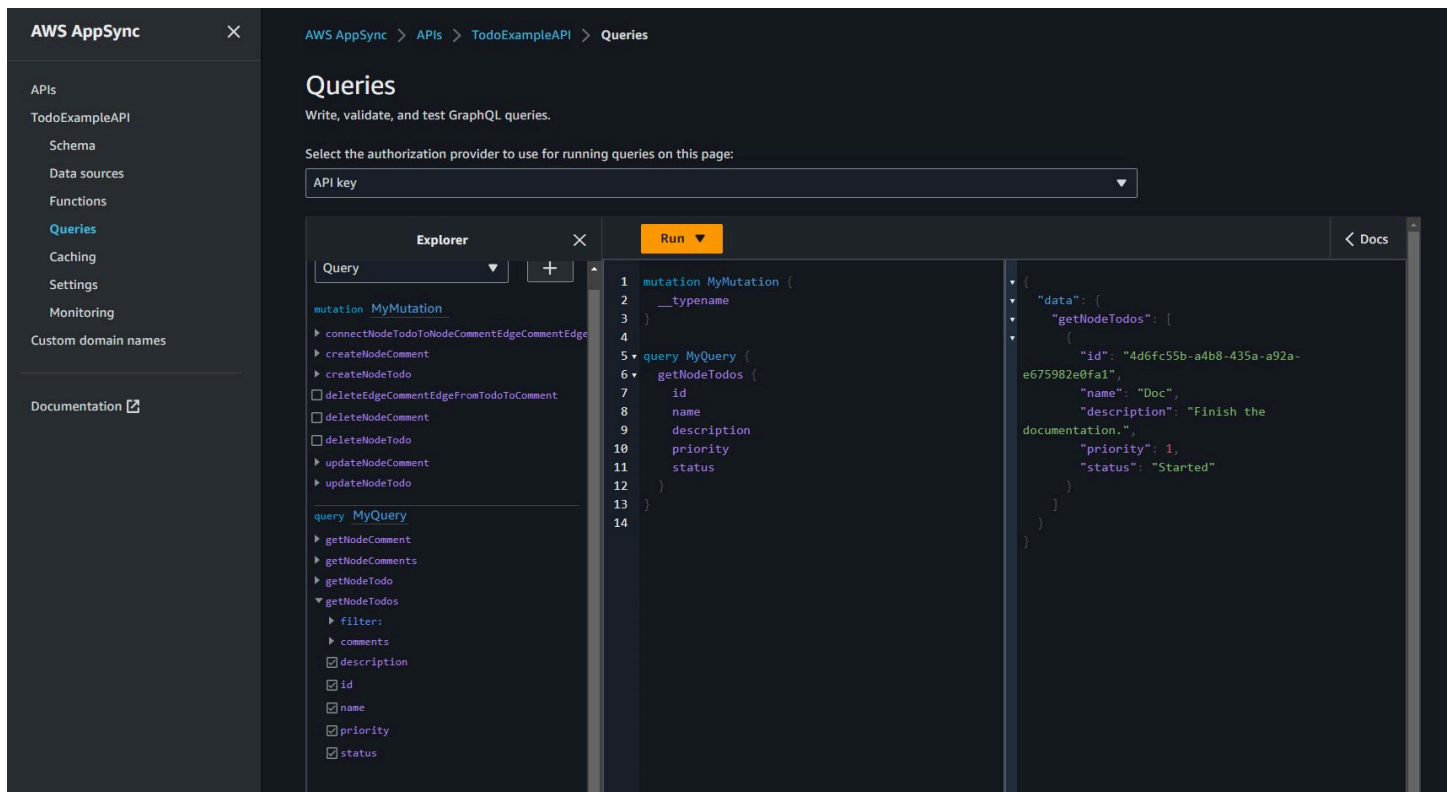 AWS AppSync
APIs
TodoExampleAPI
Schema
Data sources
Functions
Queries
Caching
Settings
Monitoring
Custom domain names
Documentation
AWS AppSync > APIs > TodoExampleAPI > Queries
Queries
Write, validate, and test GraphQL queries.
Select the authorization provider to use for running queries on this page:
API key
Explorer
Query
+
mutation MyMutation
connectNodeTodoToNodeCommentEdgeCommentEdge
createNodeComment
createNodeTodo
deleteEdgeCommentEdgeFromTodoToComment
deleteNodeComment
deleteNodeTodo
updateNodeComment
updateNodeTodo
query MyQuery
getNodeComment
getNodeComments
getNodeTodo
getNodeTodos
filter:
comments
description
id
name
priority
status
Run
< Docs
1 mutation MyMutation {
2 __typename
3 }
4
5 query MyQuery {
6 getNodeTodos {
7 id
8 name
9 description
10 priority
11 status
12 }
13 }
14
{
"data": {
"getNodeTodos": [
{
"id": "4d6fc55b-a4b8-435a-a92a-
e675982e0fa1",
"name": "Doc",
"description": "Finish the
documentation.",
"priority": 1,
"status": "Started"
}
]
}
}